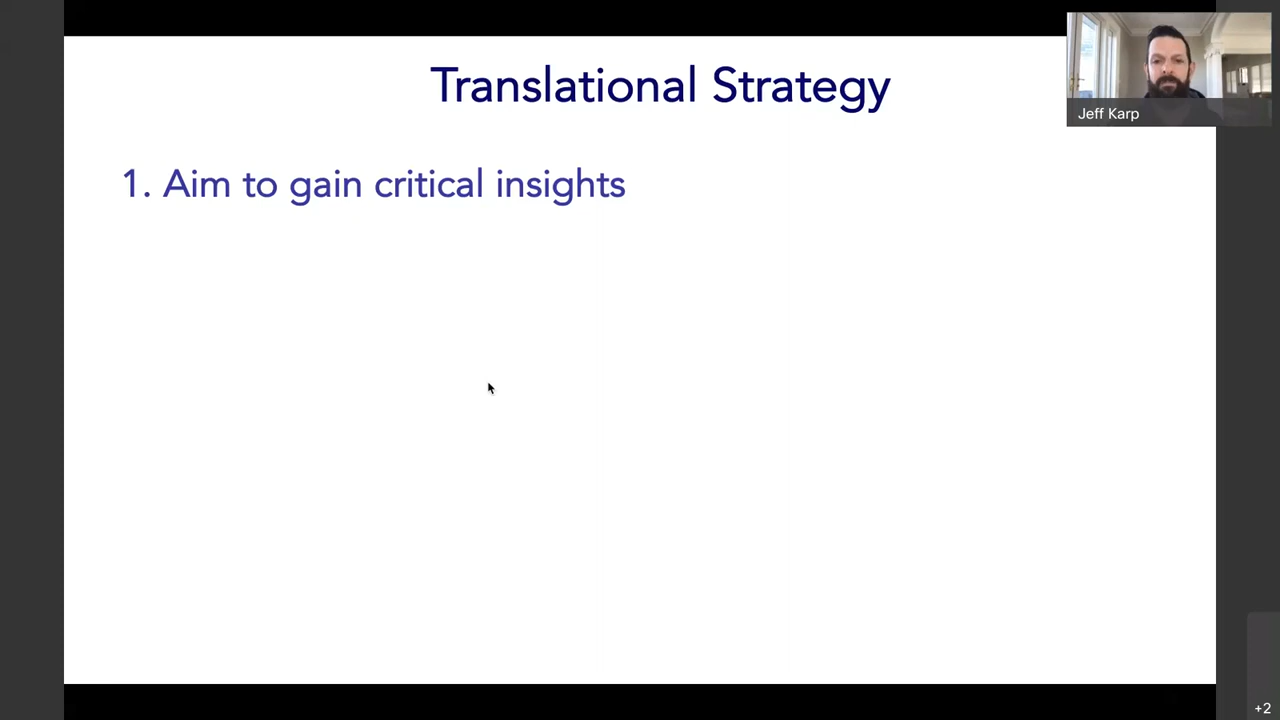 Translational Strategy
Jeff Karp
1. Aim to gain critical insights
+2